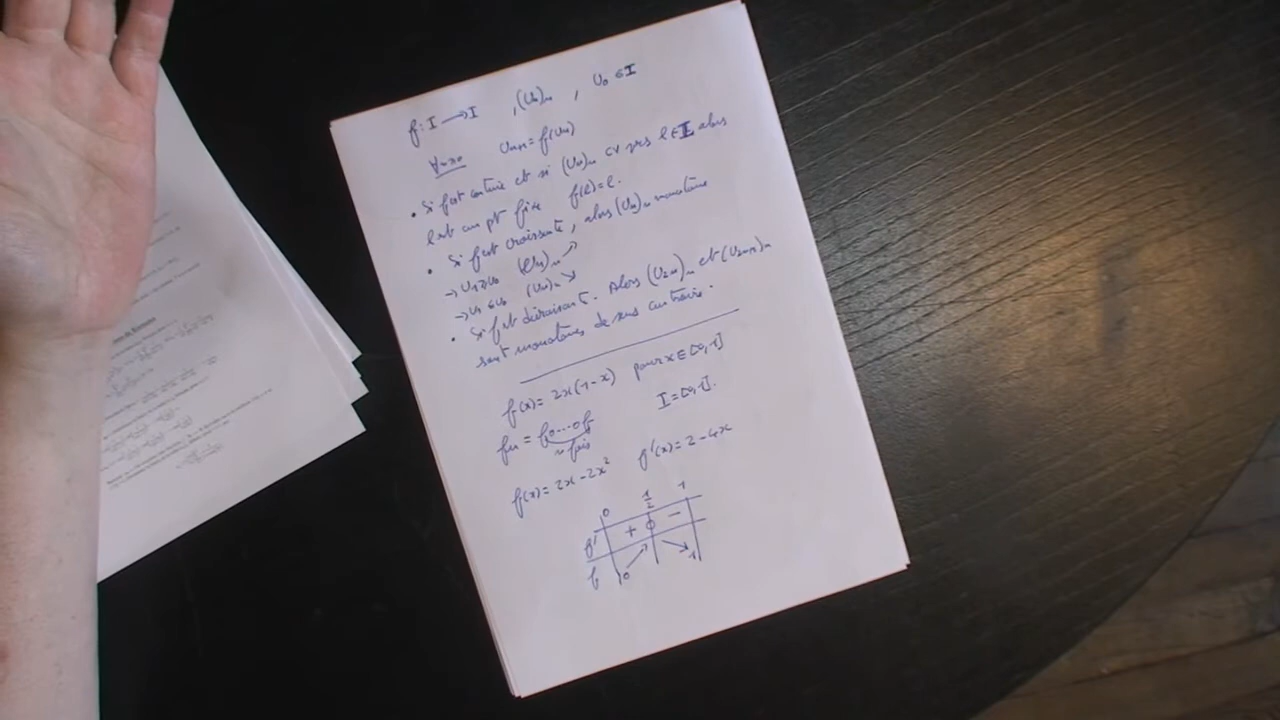 f : I → I , (Un)n , U0 ∈ I
∀n≥0 Un+1 = f(Un)
• Si f est continue et si (Un)n cv vers l ∈ I alors
l est un pt fixe f(l) = l.
• Si f est croissante, alors (Un)n monotone
→ U1 ≥ U0 (Un)n ↗
→ U1 ≤ U0 (Un)n ↘
• Si f est décroissante. Alors (U2n)n et (U2n+1)n
sont monotones de sens contraire.
f(x) = 2x(1-x) pour x ∈ [0,1]
I = [0,1].
fn = f o ... o f
n fois
f(x) = 2x - 2x² f'(x) = 2 - 4x
0 1/2 1
f' + 0 -
f 0 ↗ ↘ 1